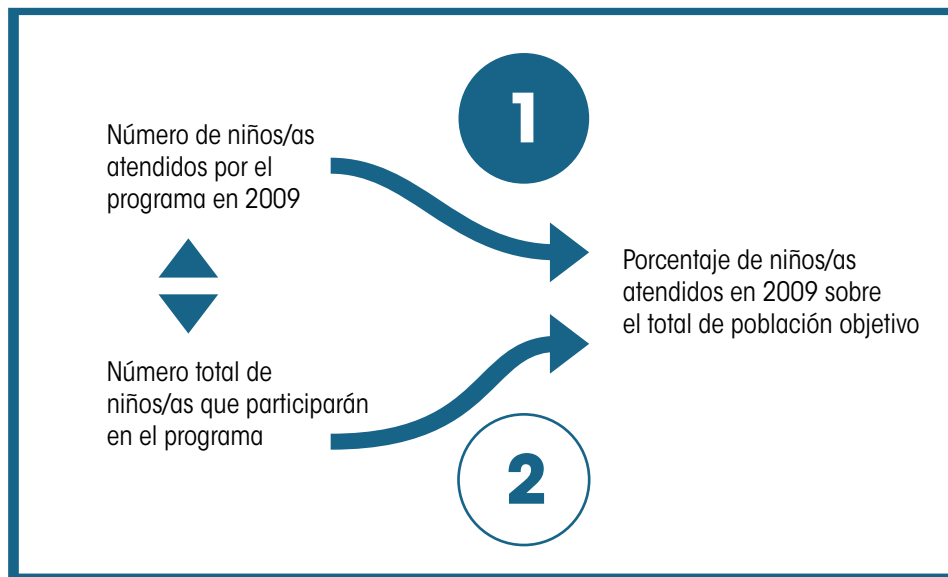 1
Número de niños/as
atendidos por el
programa en 2009
Porcentaje de niños/as
atendidos en 2009 sobre
el total de población objetivo
Número total de
niños/as que participarán
en el programa
2